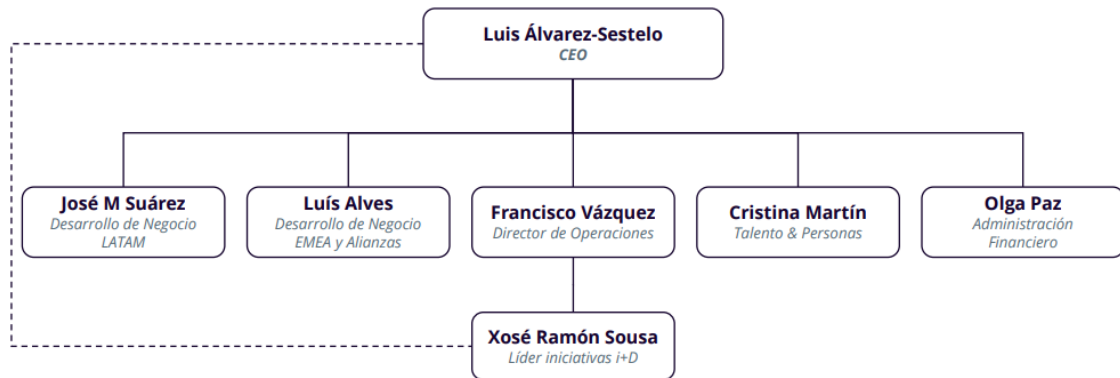 Luis Álvarez-Sestelo
CEO
José M Suárez
Desarrollo de Negocio
LATAM
Luís Alves
Desarrollo de Negocio
EMEA y Alianzas
Francisco Vázquez
Director de Operaciones
Cristina Martín
Talento & Personas
Olga Paz
Administración
Financiero
Xosé Ramón Sousa
Líder iniciativas i+D